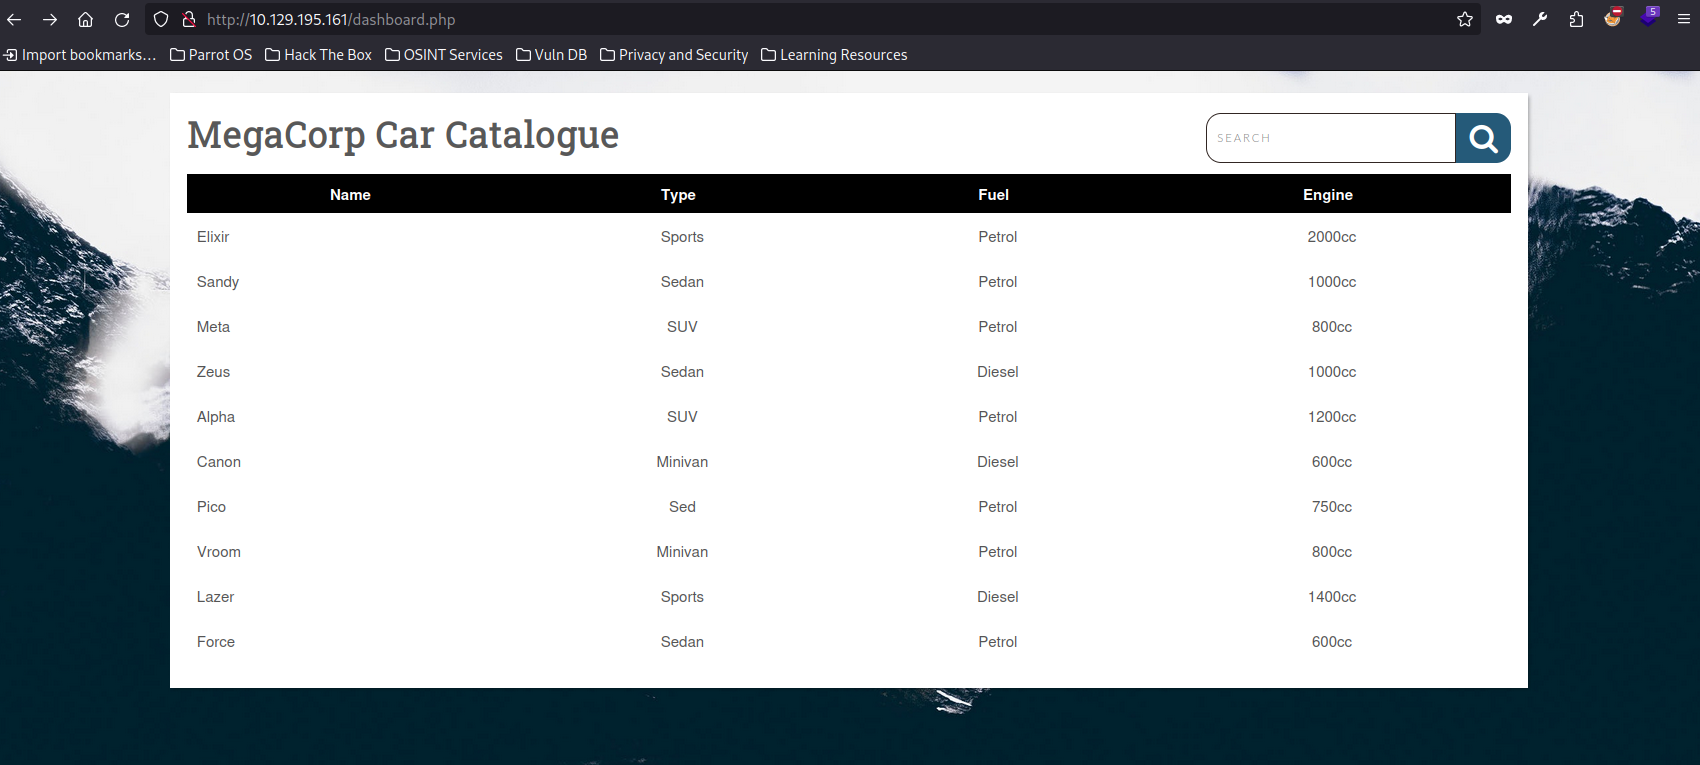 http://10.129.195.161/dashboard.php
5
Import bookmarks... Parrot OS Hack The Box OSINT Services Vuln DB Privacy and Security Learning Resources
MegaCorp Car Catalogue
SEARCH
Name Type Fuel Engine
Elixir Sports Petrol 2000cc
Sandy Sedan Petrol 1000cc
Meta SUV Petrol 800cc
Zeus Sedan Diesel 1000cc
Alpha SUV Petrol 1200cc
Canon Minivan Diesel 600cc
Pico Sed Petrol 750cc
Vroom Minivan Petrol 800cc
Lazer Sports Diesel 1400cc
Force Sedan Petrol 600cc